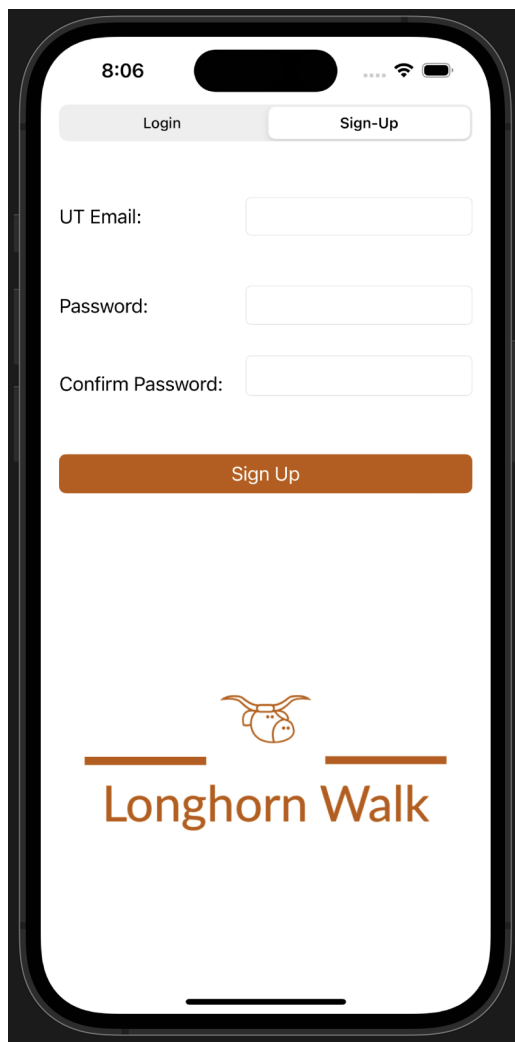 8:06
Login Sign-Up
UT Email:
Password:
Confirm Password:
Sign Up
Longhorn Walk